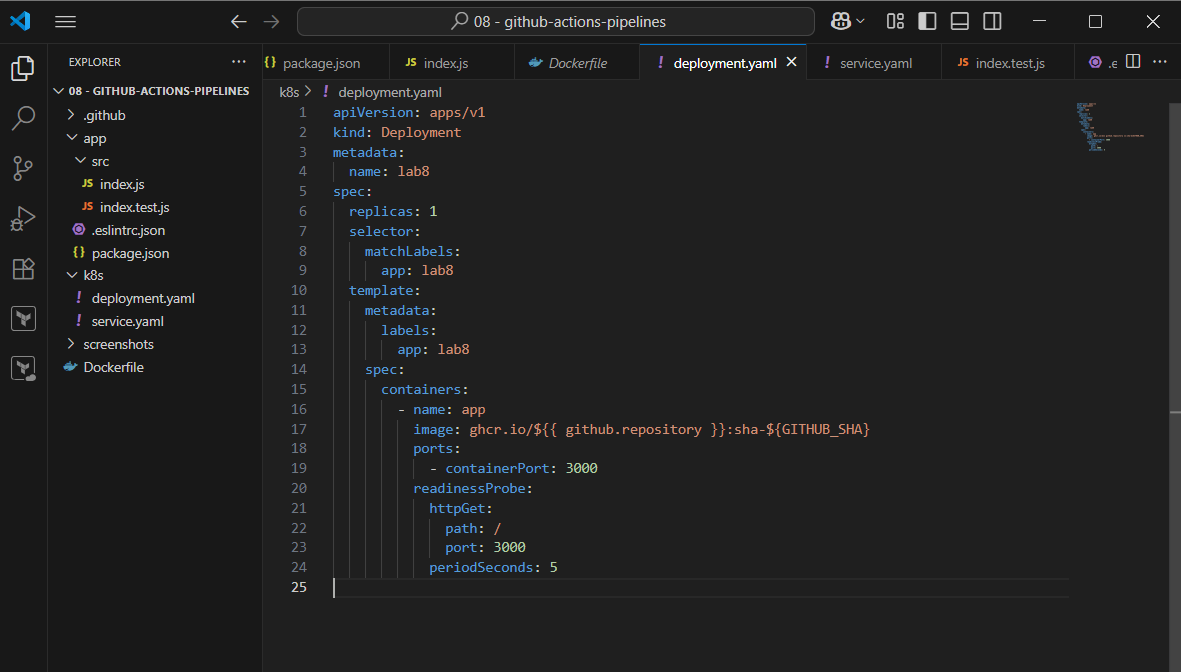 08 - github-actions-pipelines
EXPLORER
08 - GITHUB-ACTIONS-PIPELINES
.github
app
src
JS index.js
JS index.test.js
.eslintrc.json
{} package.json
k8s
! deployment.yaml
! service.yaml
screenshots
Dockerfile
{} package.json
JS index.js
Dockerfile
! deployment.yaml
! service.yaml
JS index.test.js
.e
k8s > ! deployment.yaml
1 apiVersion: apps/v1
2 kind: Deployment
3 metadata:
4   name: lab8
5 spec:
6   replicas: 1
7   selector:
8     matchLabels:
9       app: lab8
10   template:
11     metadata:
12       labels:
13         app: lab8
14     spec:
15       containers:
16         - name: app
17           image: ghcr.io/${{ github.repository }}:sha-${GITHUB_SHA}
18           ports:
19             - containerPort: 3000
20           readinessProbe:
21             httpGet:
22               path: /
23               port: 3000
24             periodSeconds: 5
25